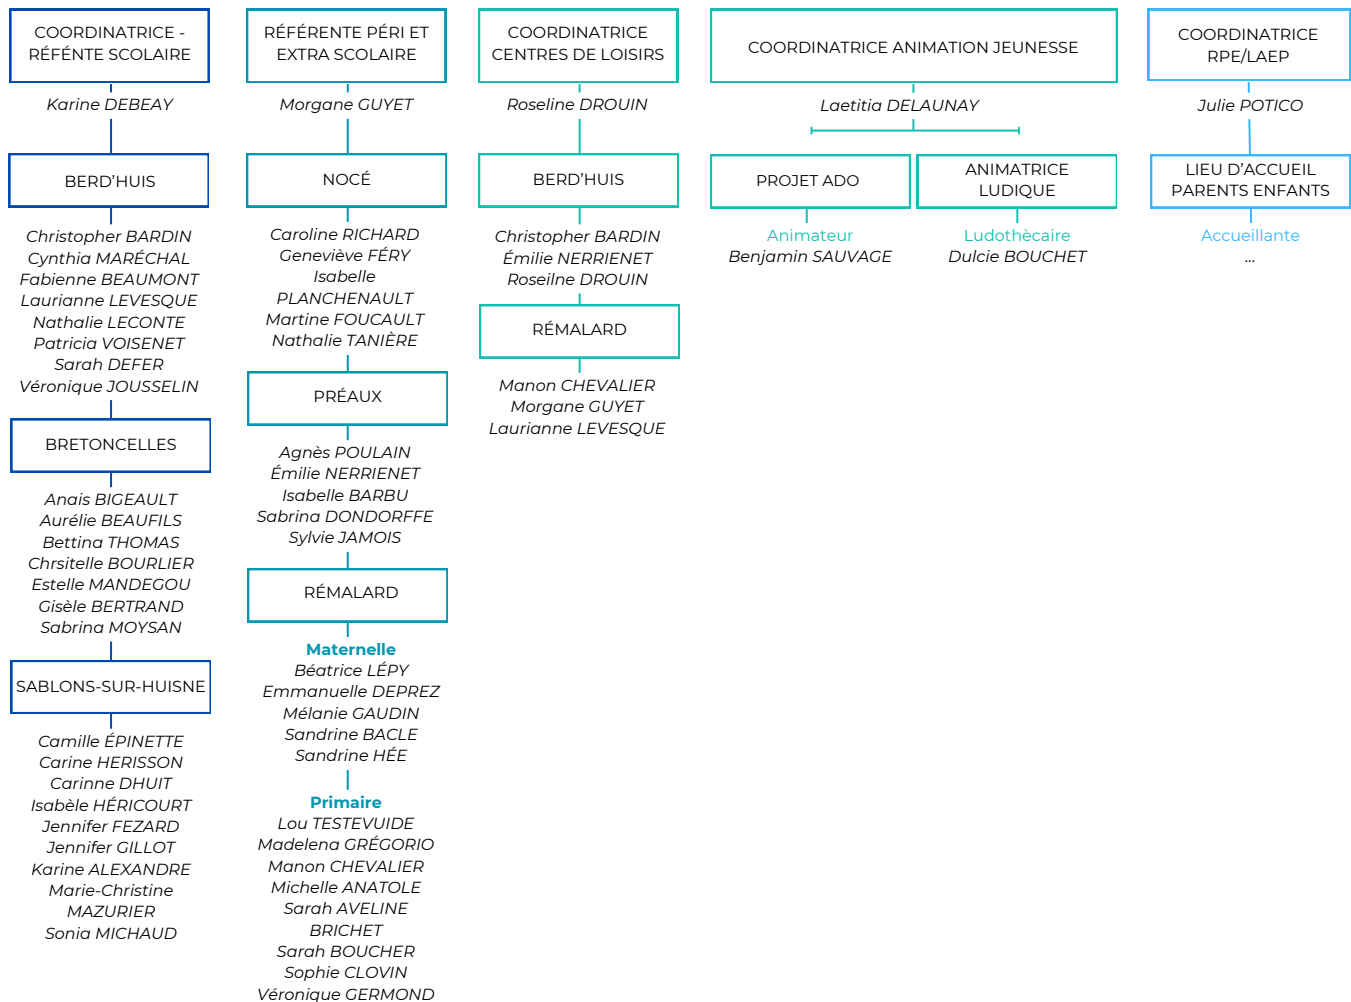 COORDINATRICE -
RÉFÉNTE SCOLAIRE
Karine DEBEAY
BERD'HUIS
Christopher BARDIN
Cynthia MARÉCHAL
Fabienne BEAUMONT
Laurianne LEVESQUE
Nathalie LECONTE
Patricia VOISENET
Sarah DEFER
Véronique JOUSSELIN
BRETONCELLES
Anais BIGEAULT
Aurélie BEAUFILS
Bettina THOMAS
Chrsitelle BOURLIER
Estelle MANDEGOU
Gisèle BERTRAND
Sabrina MOYSAN
SABLONS-SUR-HUISNE
Camille ÉPINETTE
Carine HERISSON
Carinne DHUIT
Isabèle HÉRICOURT
Jennifer FEZARD
Jennifer GILLOT
Karine ALEXANDRE
Marie-Christine
MAZURIER
Sonia MICHAUD
RÉFÉRENTE PÉRI ET
EXTRA SCOLAIRE
Morgane GUYET
NOCÉ
Caroline RICHARD
Geneviève FÉRY
Isabelle
PLANCHENAULT
Martine FOUCAULT
Nathalie TANIÈRE
PRÉAUX
Agnès POULAIN
Émilie NERRIENET
Isabelle BARBU
Sabrina DONDORFFE
Sylvie JAMOIS
RÉMALARD
Maternelle
Béatrice LÉPY
Emmanuelle DEPREZ
Mélanie GAUDIN
Sandrine BACLE
Sandrine HÉE
Primaire
Lou TESTEVUIDE
Madelena GRÉGORIO
Manon CHEVALIER
Michelle ANATOLE
Sarah AVELINE
BRICHET
Sarah BOUCHER
Sophie CLOVIN
Véronique GERMOND
COORDINATRICE
CENTRES DE LOISIRS
Roseline DROUIN
BERD'HUIS
Christopher BARDIN
Émilie NERRIENET
Roseilne DROUIN
RÉMALARD
Manon CHEVALIER
Morgane GUYET
Laurianne LEVESQUE
COORDINATRICE ANIMATION JEUNESSE
Laetitia DELAUNAY
PROJET ADO
Animateur
Benjamin SAUVAGE
ANIMATRICE
LUDIQUE
Ludothècaire
Dulcie BOUCHET
COORDINATRICE
RPE/LAEP
Julie POTICO
LIEU D'ACCUEIL
PARENTS ENFANTS
Accueillante
...